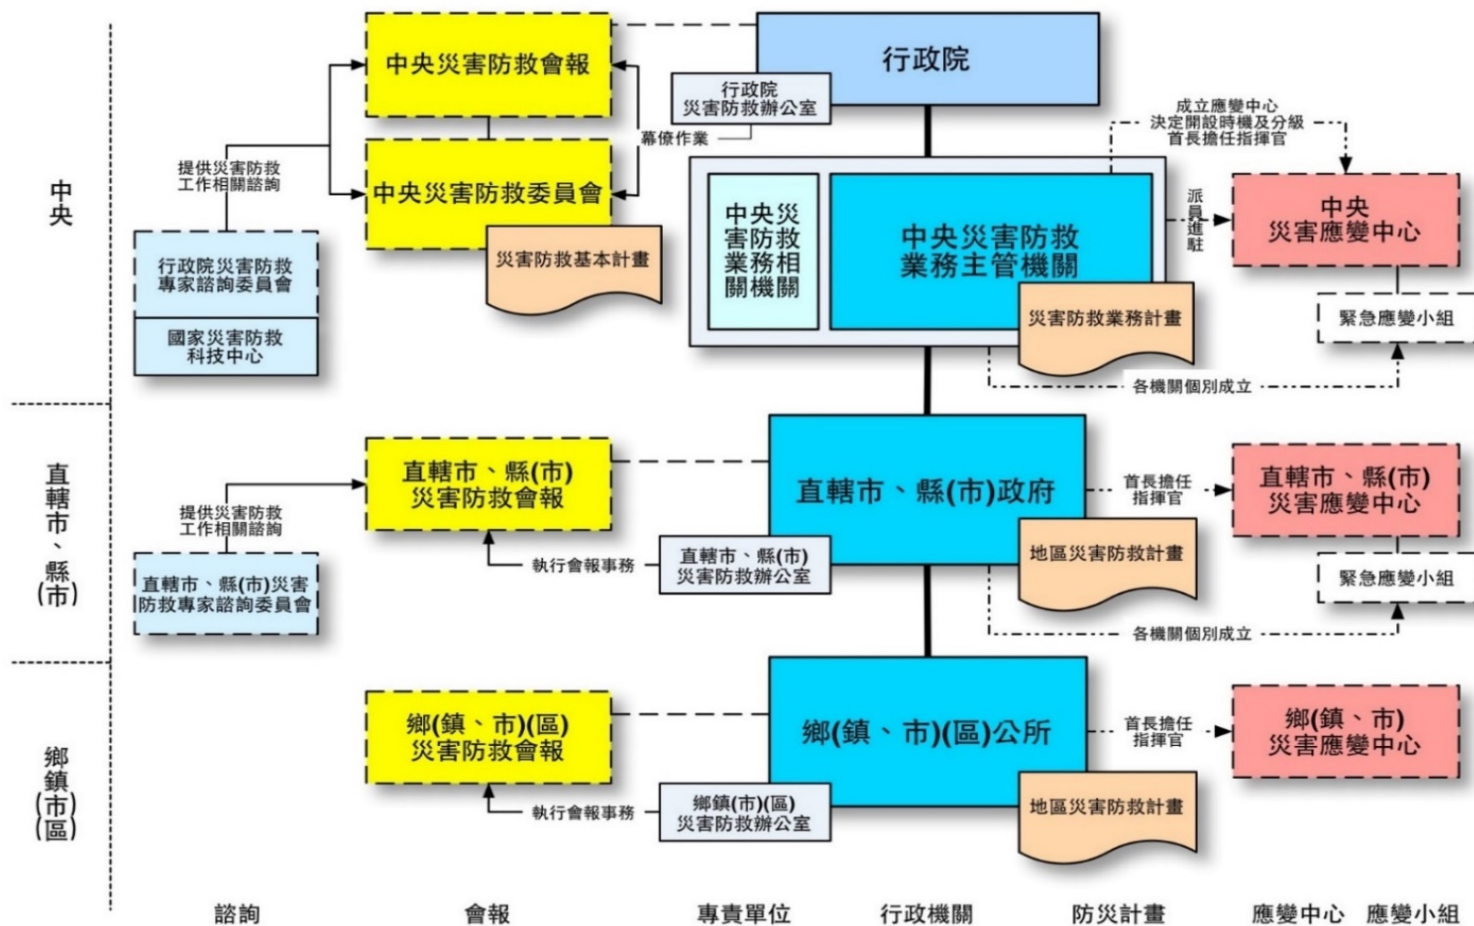 中央
直轄市、縣(市)
鄉鎮(市)(區)
中央災害防救會報
行政院
行政院
災害防救辦公室
幕僚作業
成立應變中心
決定開設時機及分級
首長擔任指揮官
提供災害防救
工作相關諮詢
中央災害防救委員會
災害防救基本計畫
行政院災害防救
專家諮詢委員會
國家災害防救
科技中心
中央災
害防救
業務相
關機關
中央災害防救
業務主管機關
災害防救業務計畫
派員進駐
中央
災害應變中心
緊急應變小組
各機關個別成立
直轄市、縣(市)
災害防救會報
提供災害防救
工作相關諮詢
直轄市、縣(市)災害
防救專家諮詢委員會
執行會報事務
直轄市、縣(市)政府
直轄市、縣(市)
災害防救辦公室
地區災害防救計畫
首長擔任
指揮官
直轄市、縣(市)
災害應變中心
緊急應變小組
各機關個別成立
鄉(鎮、市)(區)
災害防救會報
執行會報事務
鄉(鎮、市)(區)公所
鄉鎮(市)(區)
災害防救辦公室
地區災害防救計畫
首長擔任
指揮官
鄉(鎮、市)
災害應變中心
諮詢
會報
專責單位
行政機關
防災計畫
應變中心
應變小組